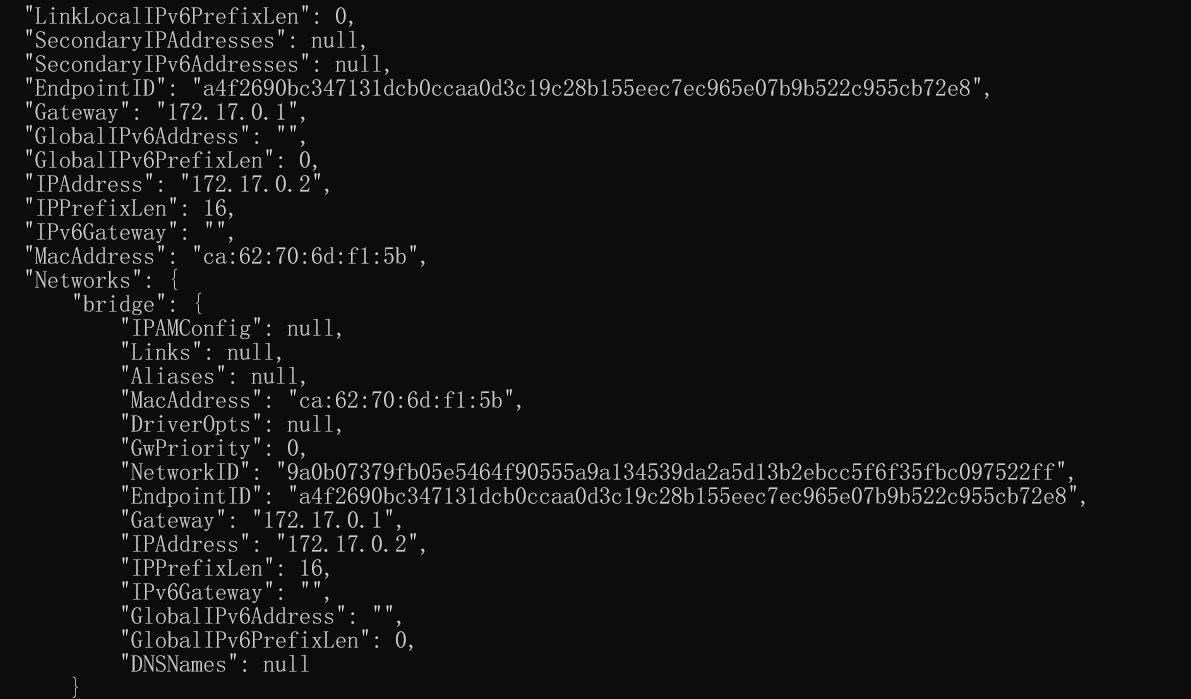 "LinkLocalIPv6PrefixLen": 0,
"SecondaryIPAddresses": null,
"SecondaryIPv6Addresses": null,
"EndpointID": "a4f2690bc347131dcb0ccaa0d3c19c28b155eec7ec965e07b9b522c955cb72e8",
"Gateway": "172.17.0.1",
"GlobalIPv6Address": "",
"GlobalIPv6PrefixLen": 0,
"IPAddress": "172.17.0.2",
"IPPrefixLen": 16,
"IPv6Gateway": "",
"MacAddress": "ca:62:70:6d:f1:5b",
"Networks": {
"bridge": {
"IPAMConfig": null,
"Links": null,
"Aliases": null,
"MacAddress": "ca:62:70:6d:f1:5b",
"DriverOpts": null,
"GwPriority": 0,
"NetworkID": "9a0b07379fb05e5464f90555a9a134539da2a5d13b2ebcc5f6f35fbc097522ff",
"EndpointID": "a4f2690bc347131dcb0ccaa0d3c19c28b155eec7ec965e07b9b522c955cb72e8",
"Gateway": "172.17.0.1",
"IPAddress": "172.17.0.2",
"IPPrefixLen": 16,
"IPv6Gateway": "",
"GlobalIPv6Address": "",
"GlobalIPv6PrefixLen": 0,
"DNSNames": null
}